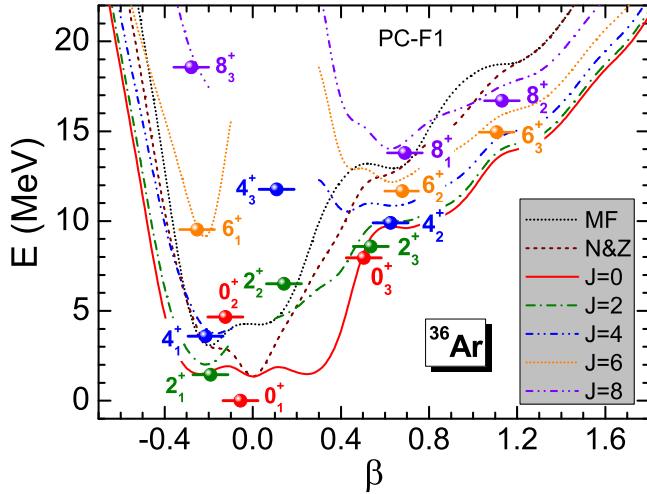 PC-F1
E (MeV)
20
15
10
5
0
8₃⁺
8₂⁺
8₁⁺
6₃⁺
6₂⁺
6₁⁺
4₃⁺
4₂⁺
4₁⁺
2₃⁺
2₂⁺
2₁⁺
0₃⁺
0₂⁺
0₁⁺
³⁶Ar
MF
N&Z
J=0
J=2
J=4
J=6
J=8
-0.4 0.0 0.4 0.8 1.2 1.6
β